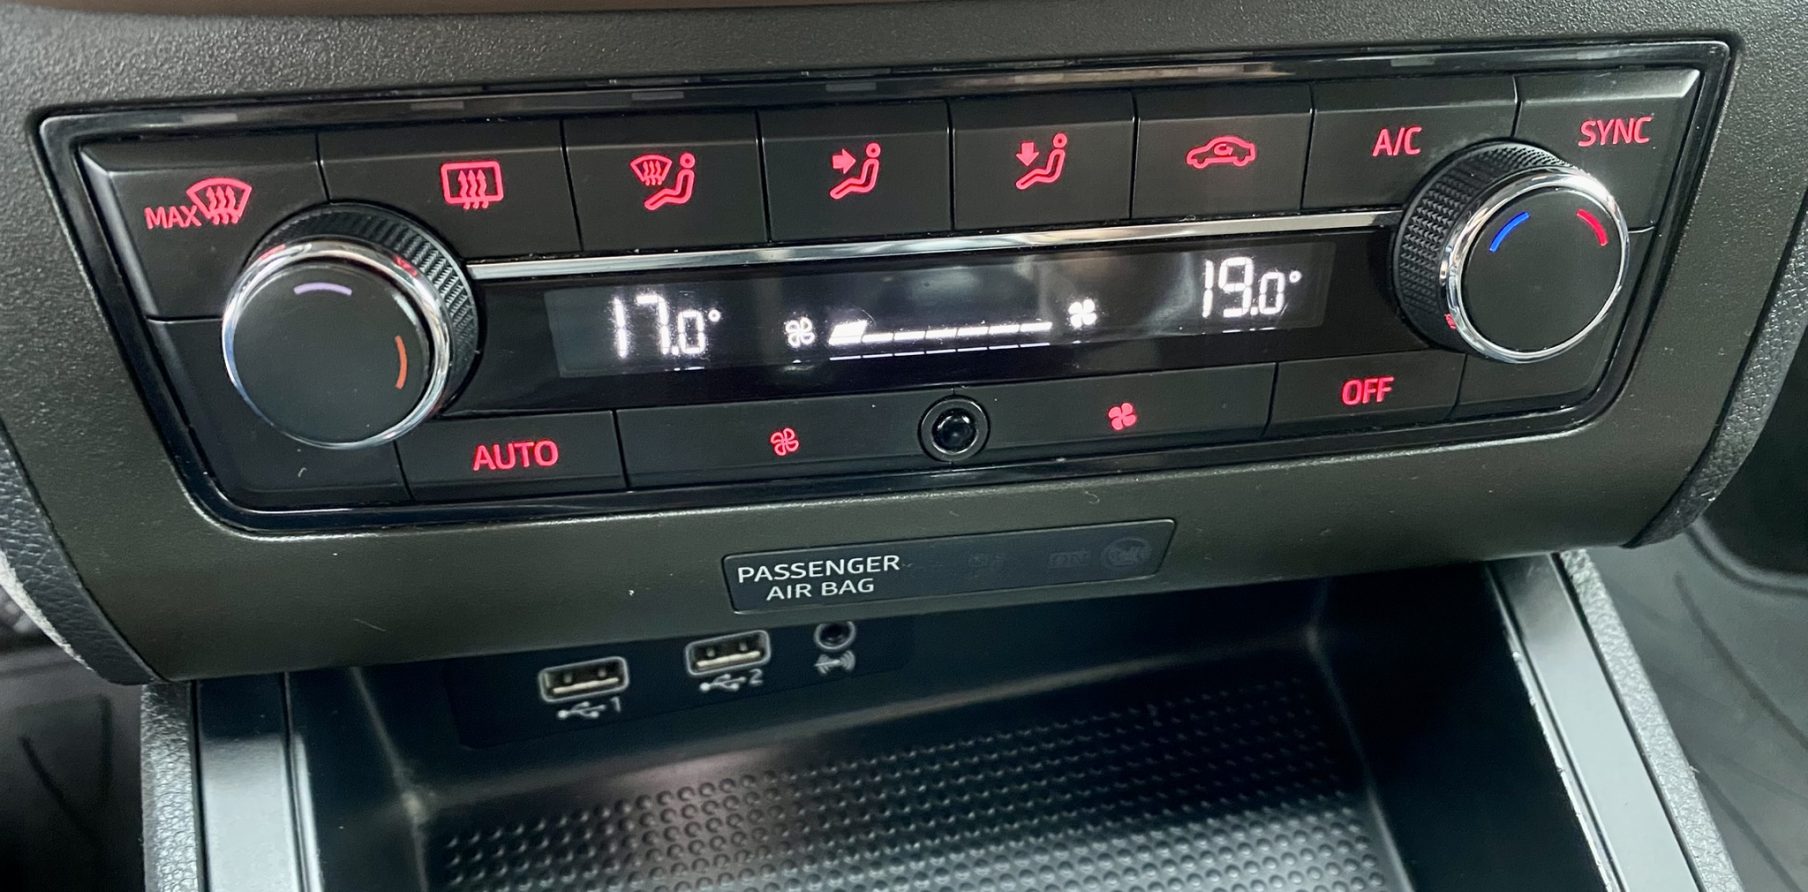 MAX
A/C
SYNC
17.0°
19.0°
AUTO
OFF
PASSENGER
AIR BAG
1
2